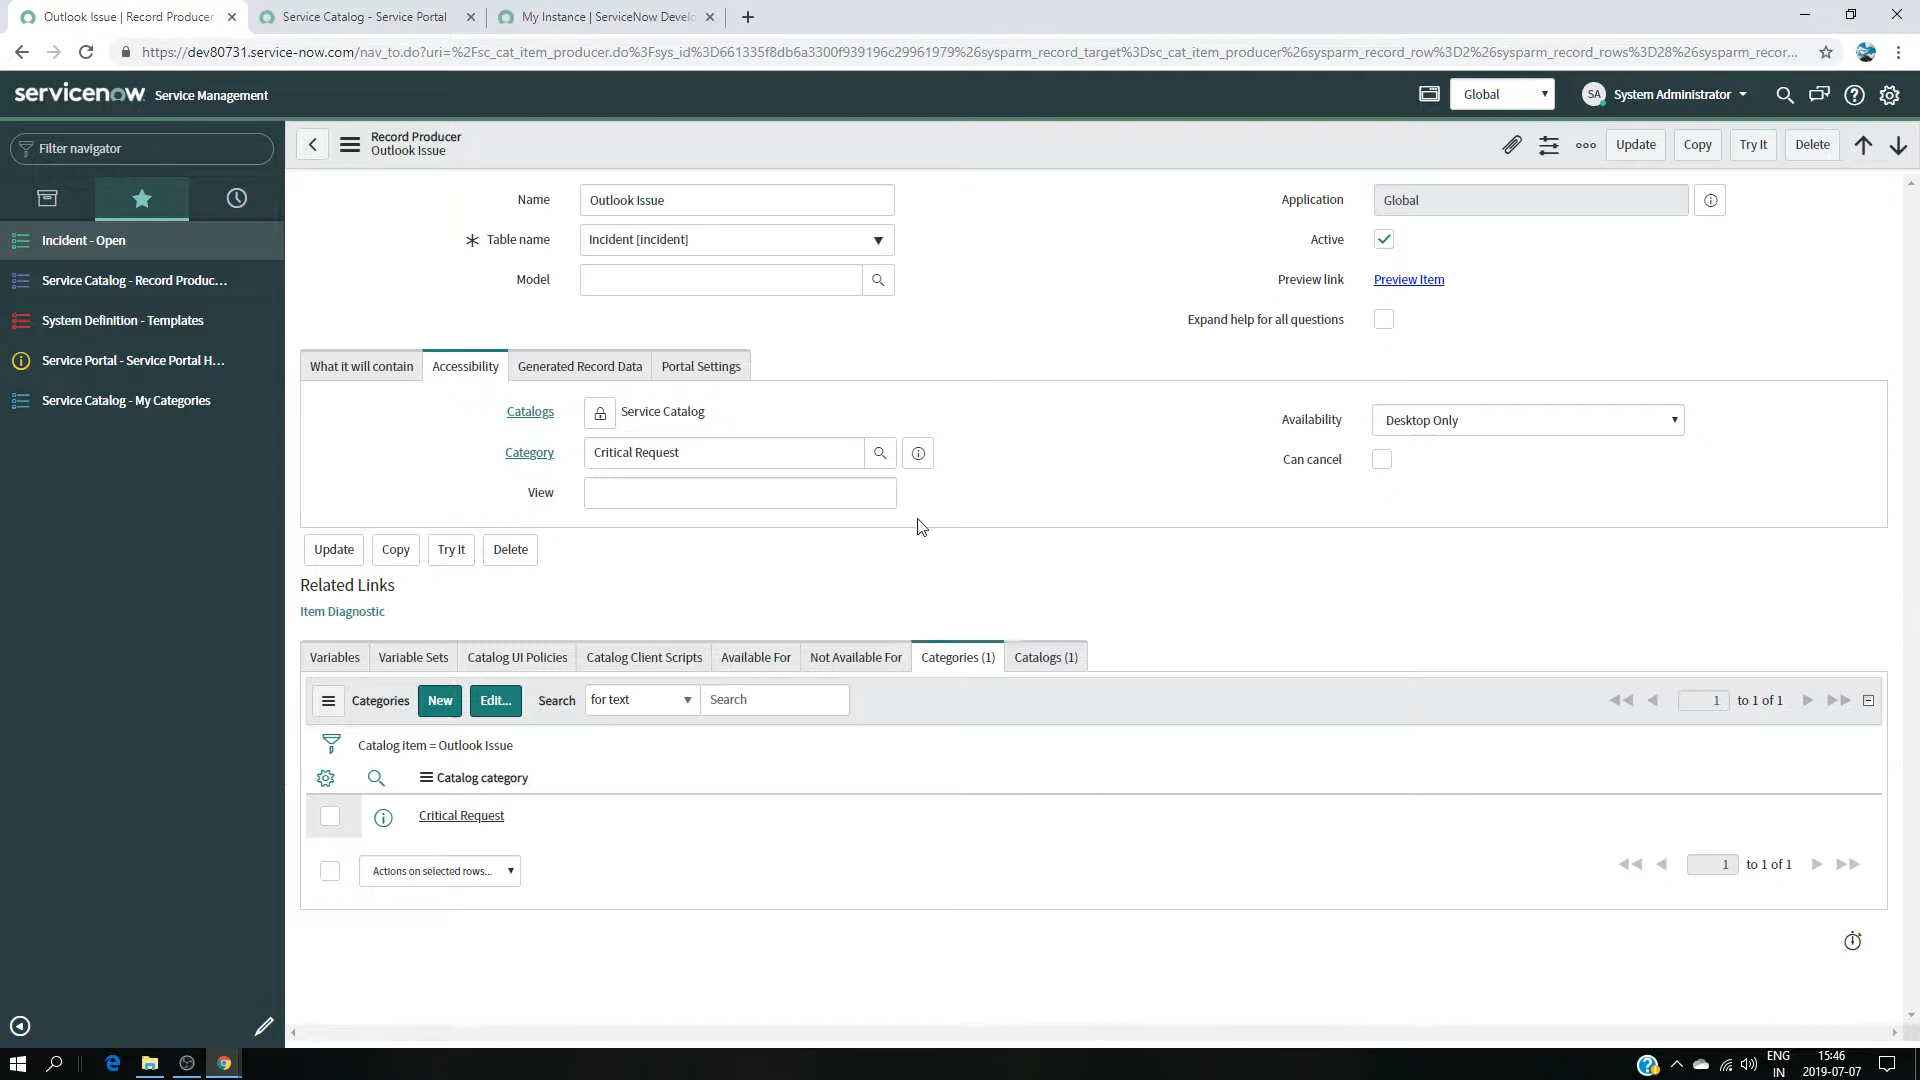 Outlook Issue | Record Producer
Service Catalog - Service Portal
My Instance | ServiceNow Develo
https://dev80731.service-now.com/nav_to.do?uri=%2Fsc_cat_item_producer.do%3Fsys_id%3D661335f8db6a3300f939196c29961979%26sysparm_record_target%3Dsc_cat_item_producer%26sysparm_record_row%3D2%26sysparm_record_rows%3D28%26sysparm_recor...
servicenow Service Management
Global
SA System Administrator
Filter navigator
Incident - Open
Service Catalog - Record Produc...
System Definition - Templates
Service Portal - Service Portal H...
Service Catalog - My Categories
Record Producer
Outlook Issue
Update Copy Try It Delete
Name Outlook Issue
Application Global
Table name Incident [incident]
Active
Model
Preview link Preview Item
Expand help for all questions
What it will contain Accessibility Generated Record Data Portal Settings
Catalogs Service Catalog
Availability Desktop Only
Category Critical Request
Can cancel
View
Update Copy Try It Delete
Related Links
Item Diagnostic
Variables Variable Sets Catalog UI Policies Catalog Client Scripts Available For Not Available For Categories (1) Catalogs (1)
Categories New Edit... Search for text Search 1 to 1 of 1
Catalog item = Outlook Issue
Catalog category
Critical Request
Actions on selected rows... 1 to 1 of 1
ENG
IN
15:46
2019-07-07